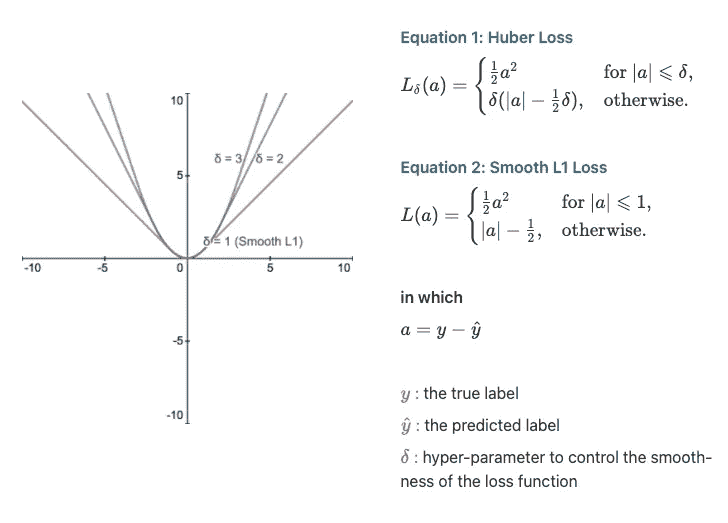 10
δ = 3
δ = 2
5
δ = 1 (Smooth L1)
-10
-5
0
5
10
-5
-10
Equation 1: Huber Loss
L_δ(a) = { ½a² for |a| ⩽ δ,
δ(|a| − ½δ), otherwise.
Equation 2: Smooth L1 Loss
L(a) = { ½a² for |a| ⩽ 1,
|a| − ½, otherwise.
in which
a = y − ŷ
y : the true label
ŷ : the predicted label
δ : hyper-parameter to control the smooth-
ness of the loss function